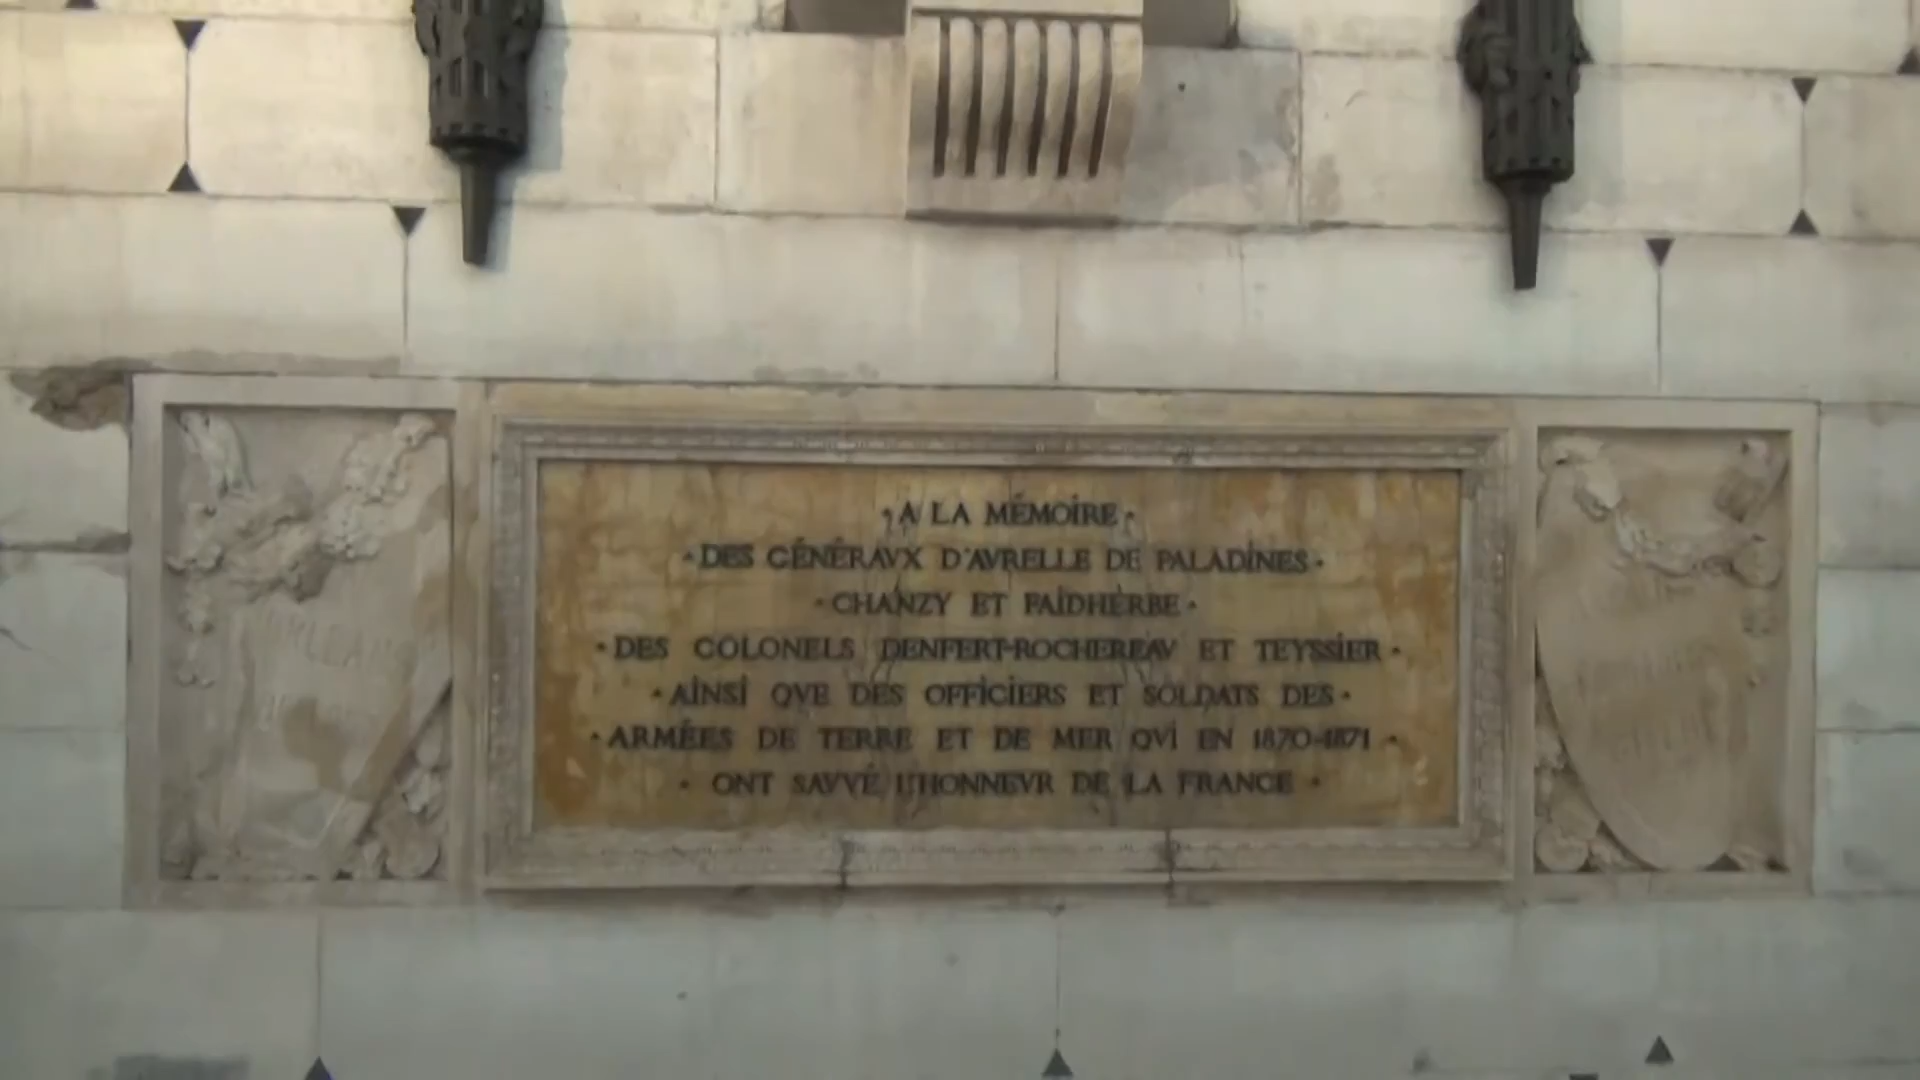 ·A LA MÉMOIRE·
·DES GÉNÉRAVX D'AVRELLE DE PALADINES·
·CHANZY ET FAIDHERBE·
·DES COLONELS DENFERT-ROCHEREAV ET TEYSSIER·
·AINSI QVE DES OFFICIERS ET SOLDATS DES·
·ARMÉES DE TERRE ET DE MER QVI EN 1870-1871·
· ONT SAVVÉ L'HONNEVR DE LA FRANCE ·
ORLEANS